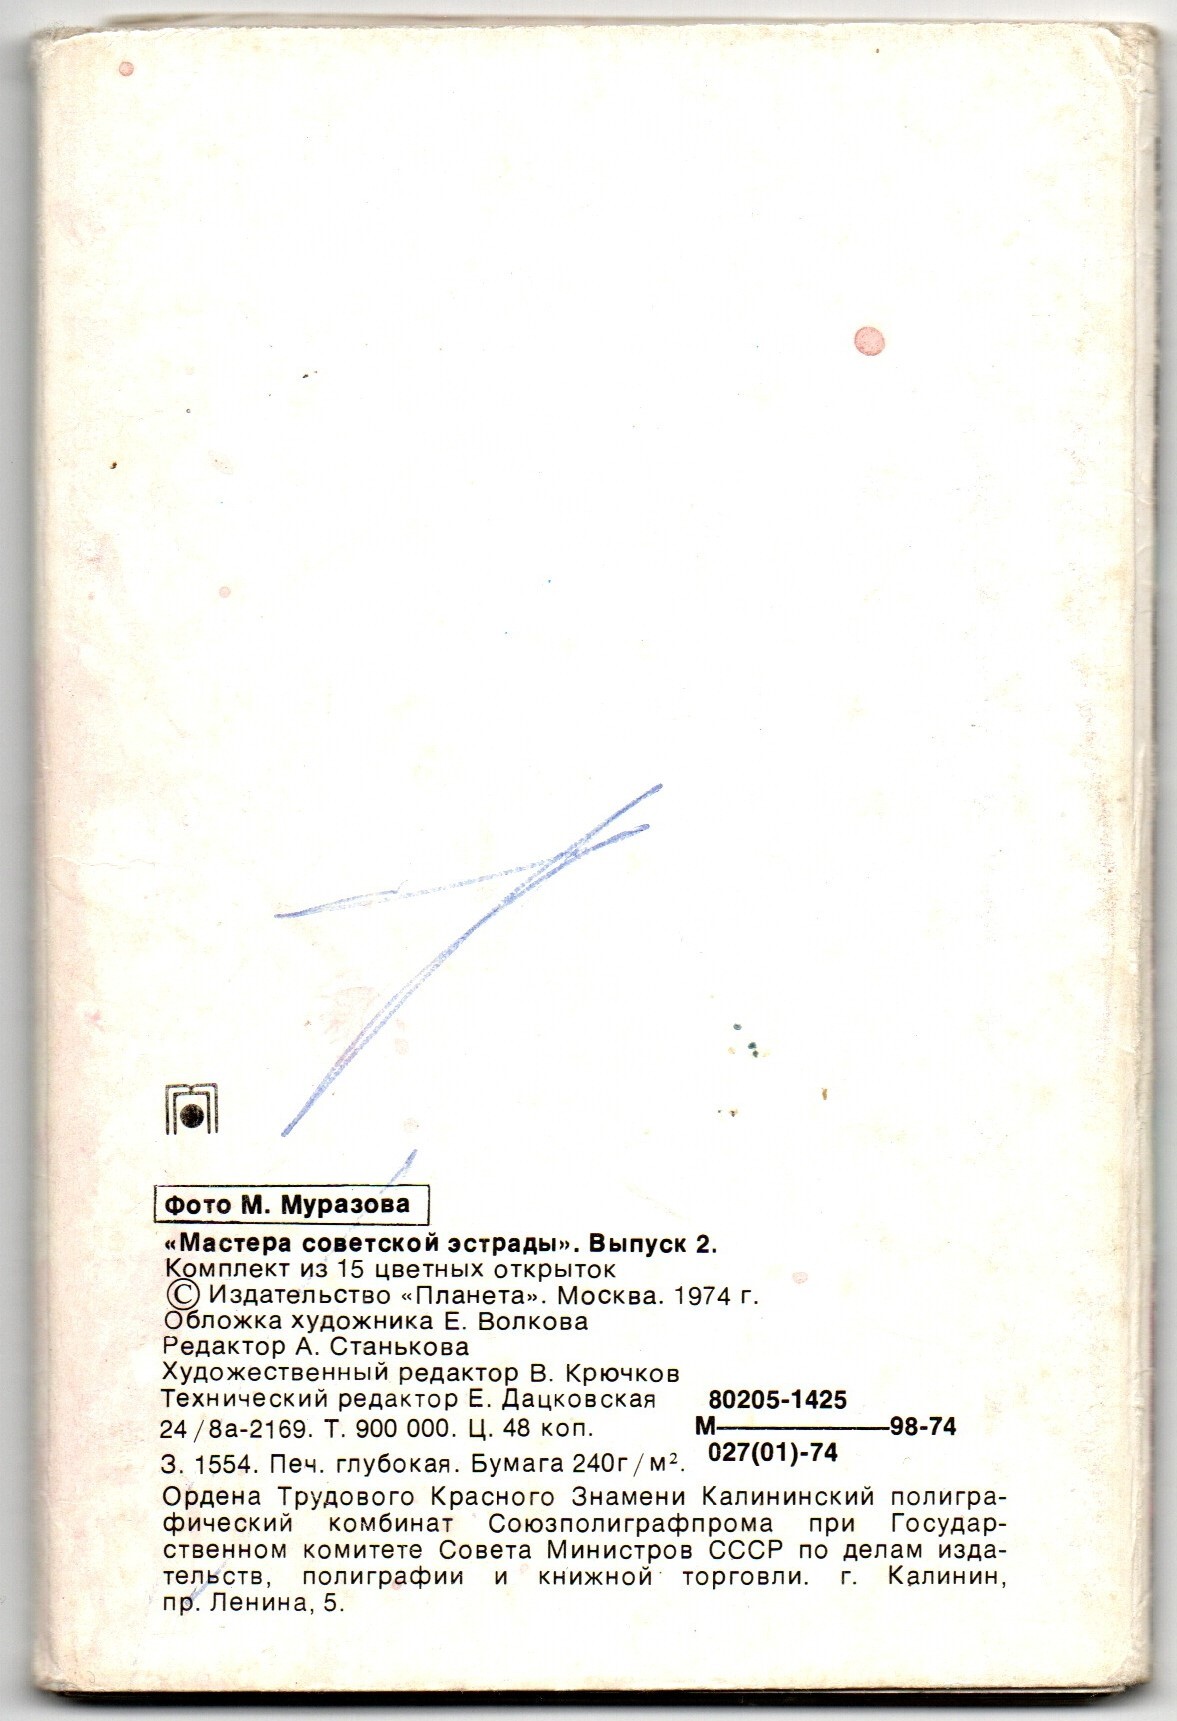 Фото М. Муразова
«Мастера советской эстрады». Выпуск 2.
Комплект из 15 цветных открыток
© Издательство «Планета». Москва. 1974 г.
Обложка художника Е. Волкова
Редактор А. Станькова
Художественный редактор В. Крючков
Технический редактор Е. Дацковская
24/8а-2169. Т. 900 000. Ц. 48 коп.
З. 1554. Печ. глубокая. Бумага 240г/м².
80205-1425
М—98-74
027(01)-74
Ордена Трудового Красного Знамени Калининский полигра-
фический комбинат Союзполиграфпрома при Государ-
ственном комитете Совета Министров СССР по делам изда-
тельств, полиграфии и книжной торговли. г. Калинин,
пр. Ленина, 5.